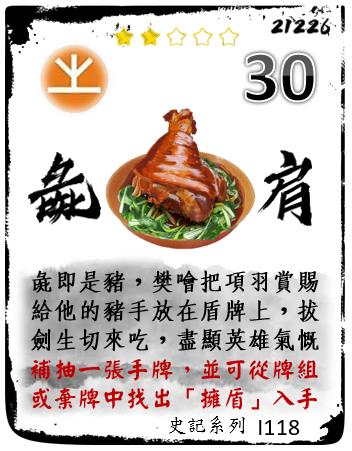 21226
30
彘 肩
彘即是豬，樊噲把項羽賞賜
給他的豬手放在盾牌上，拔
劍生切來吃，盡顯英雄氣慨
補抽一張手牌，並可從牌組
或棄牌中找出「擁盾」入手
史記系列 I118